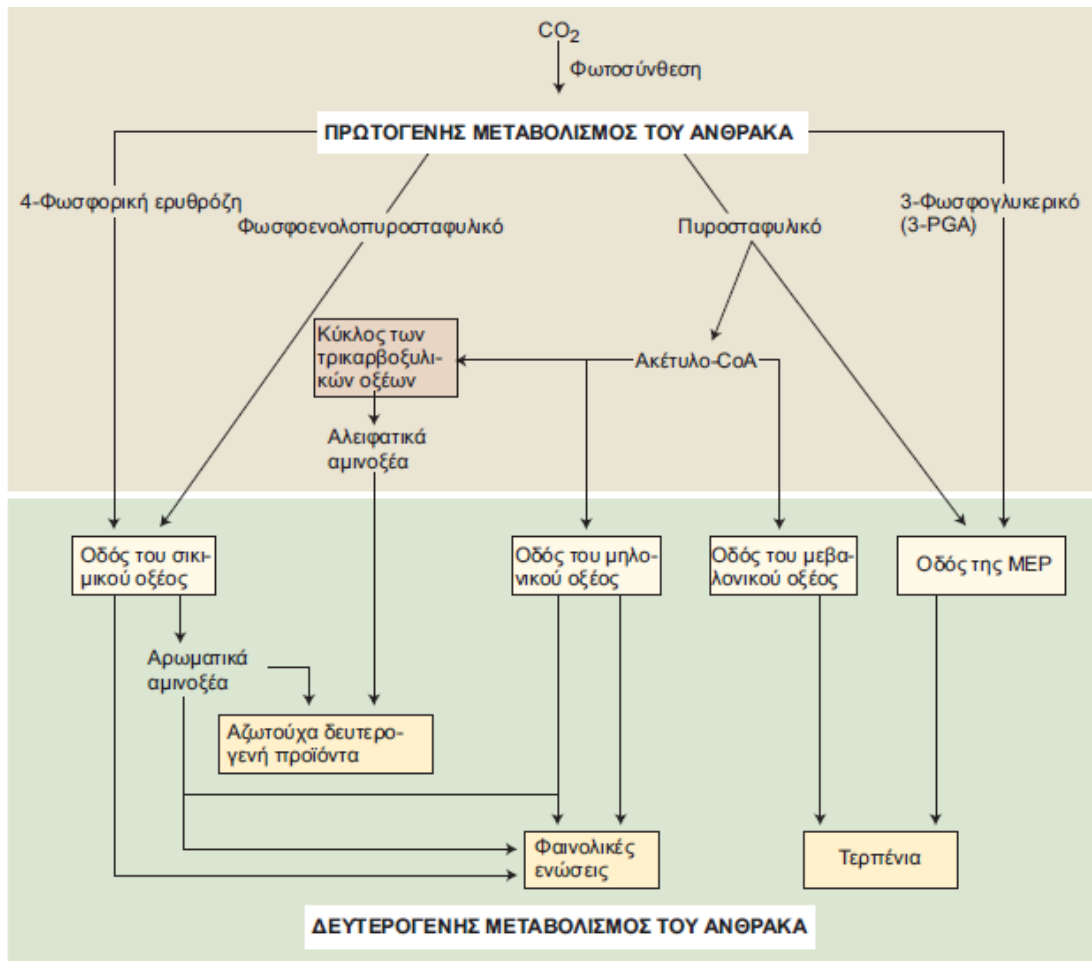 CO2
Φωτοσύνθεση
ΠΡΩΤΟΓΕΝΗΣ ΜΕΤΑΒΟΛΙΣΜΟΣ ΤΟΥ ΑΝΘΡΑΚΑ
4-Φωσφορική ερυθρόζη
Φωσφοενολοπυροσταφυλικό
Πυροσταφυλικό
3-Φωσφογλυκερικό
(3-PGA)
Κύκλος των
τρικαρβοξυλι-
κών οξέων
Ακέτυλο-CoA
Αλειφατικά
αμινοξέα
Οδός του σικι-
μικού οξέος
Οδός του μηλο-
νικού οξέος
Οδός του μεβα-
λονικού οξέος
Οδός της MEP
Αρωματικά
αμινοξέα
Αζωτούχα δευτερο-
γενή προϊόντα
Φαινολικές
ενώσεις
Τερπένια
ΔΕΥΤΕΡΟΓΕΝΗΣ ΜΕΤΑΒΟΛΙΣΜΟΣ ΤΟΥ ΑΝΘΡΑΚΑ